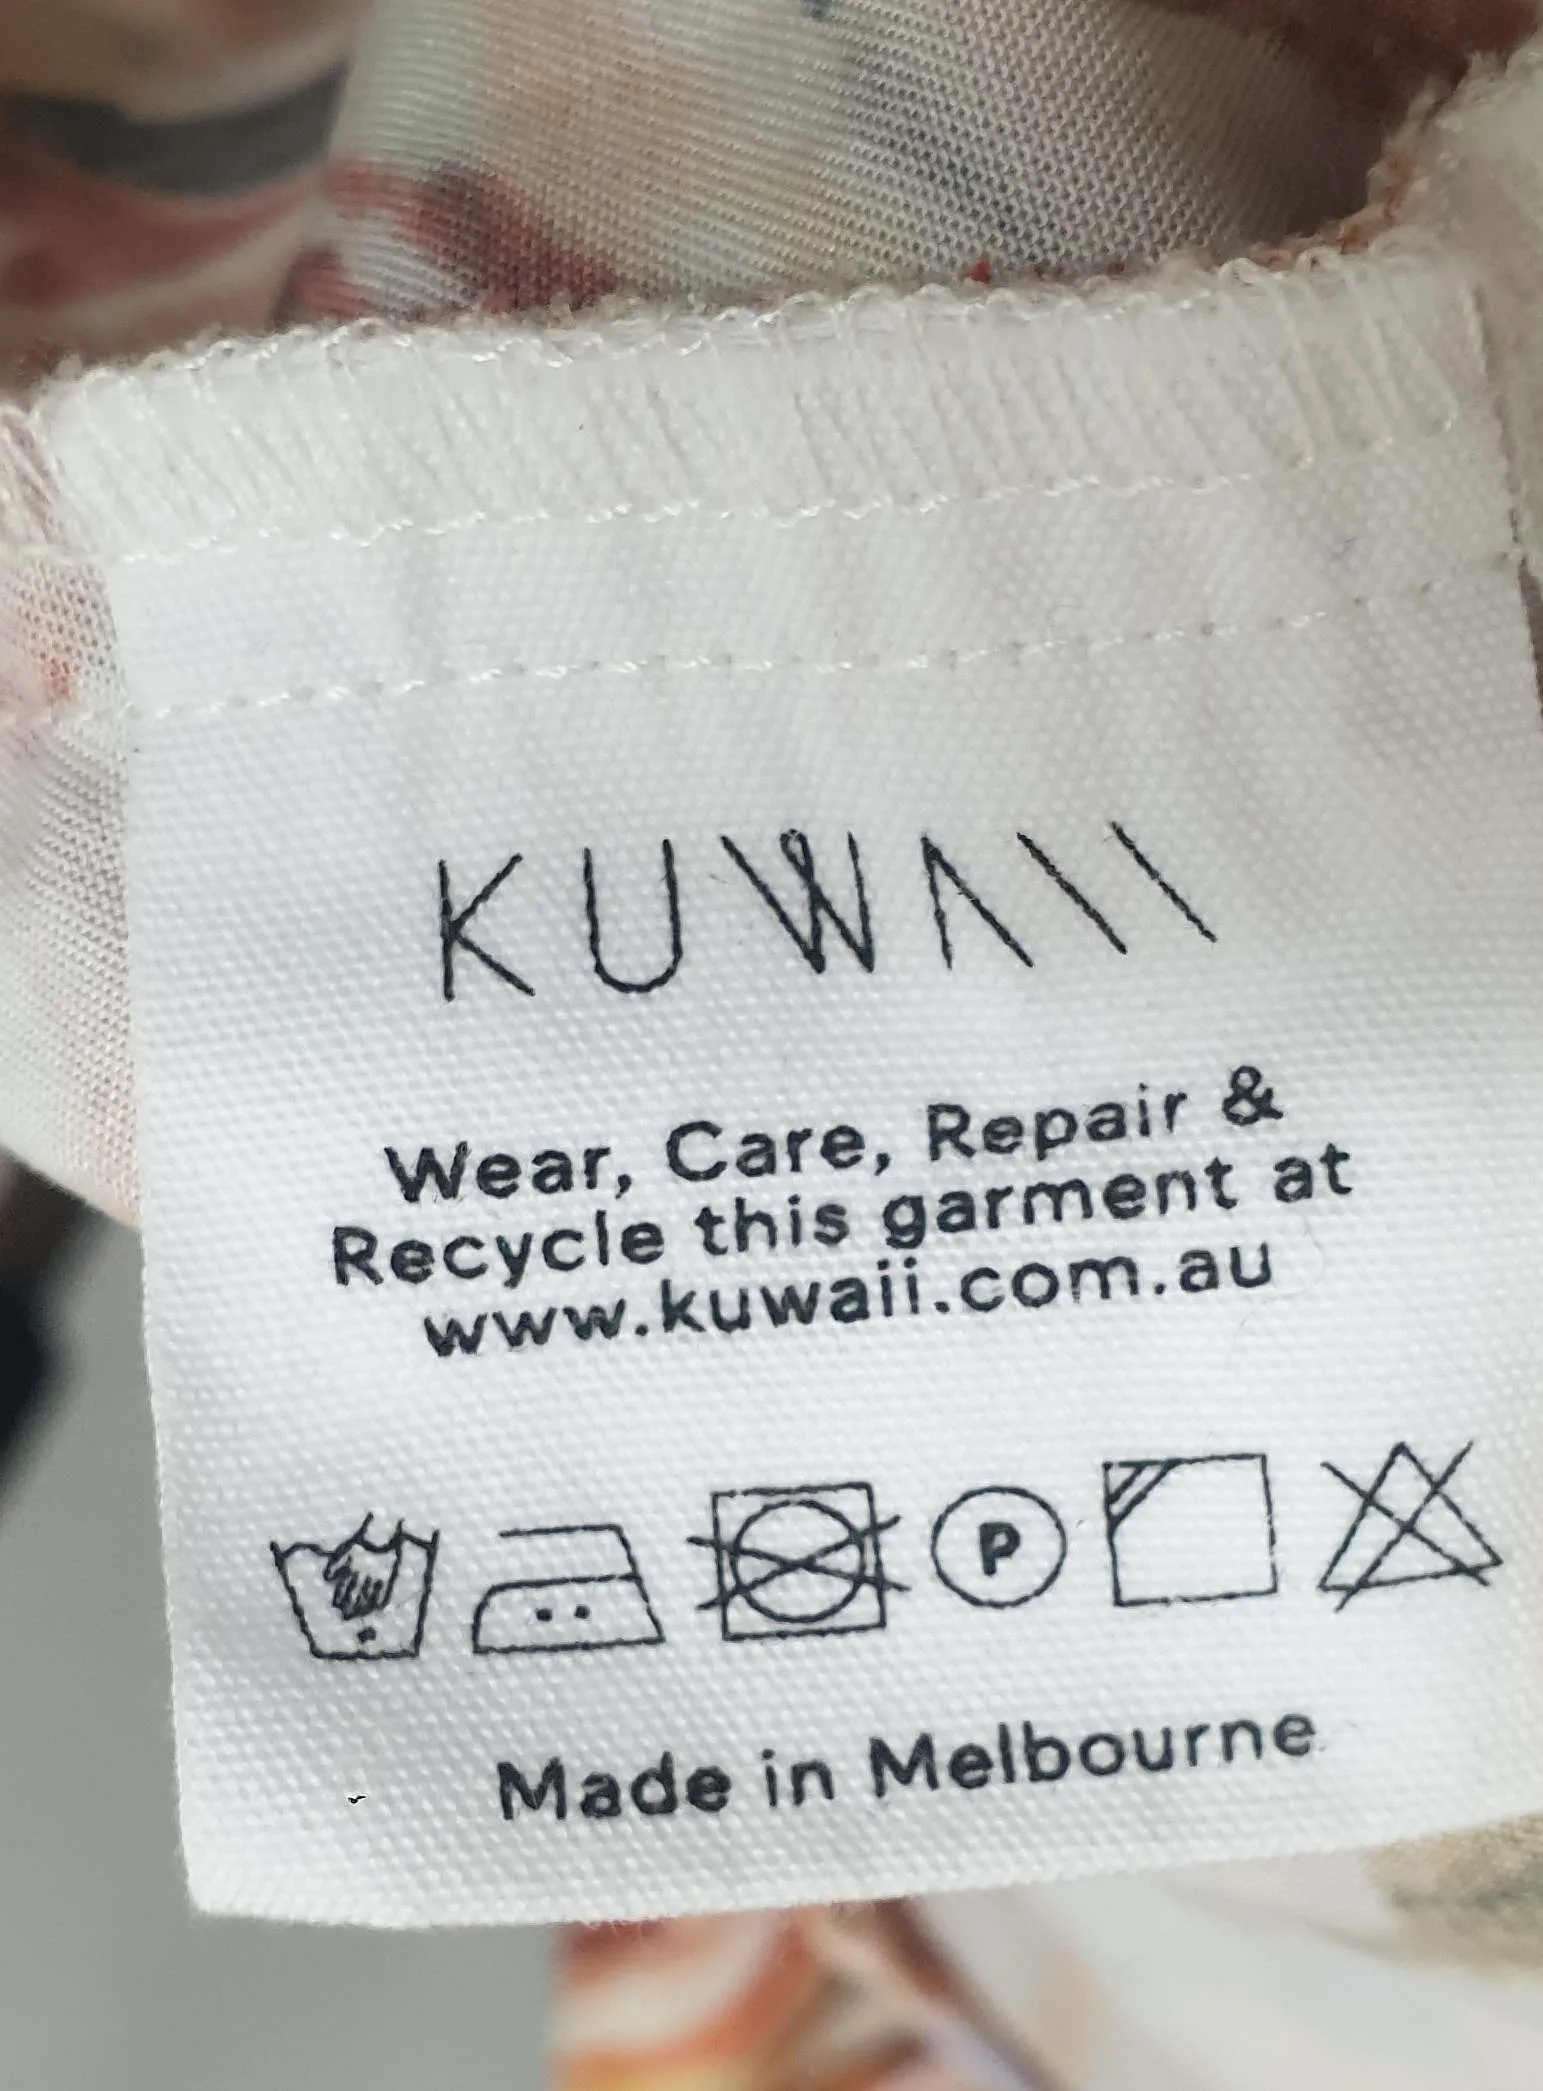 KUWAII
Wear, Care, Repair &
Recycle this garment at
www.kuwaii.com.au
P
Made in Melbourne